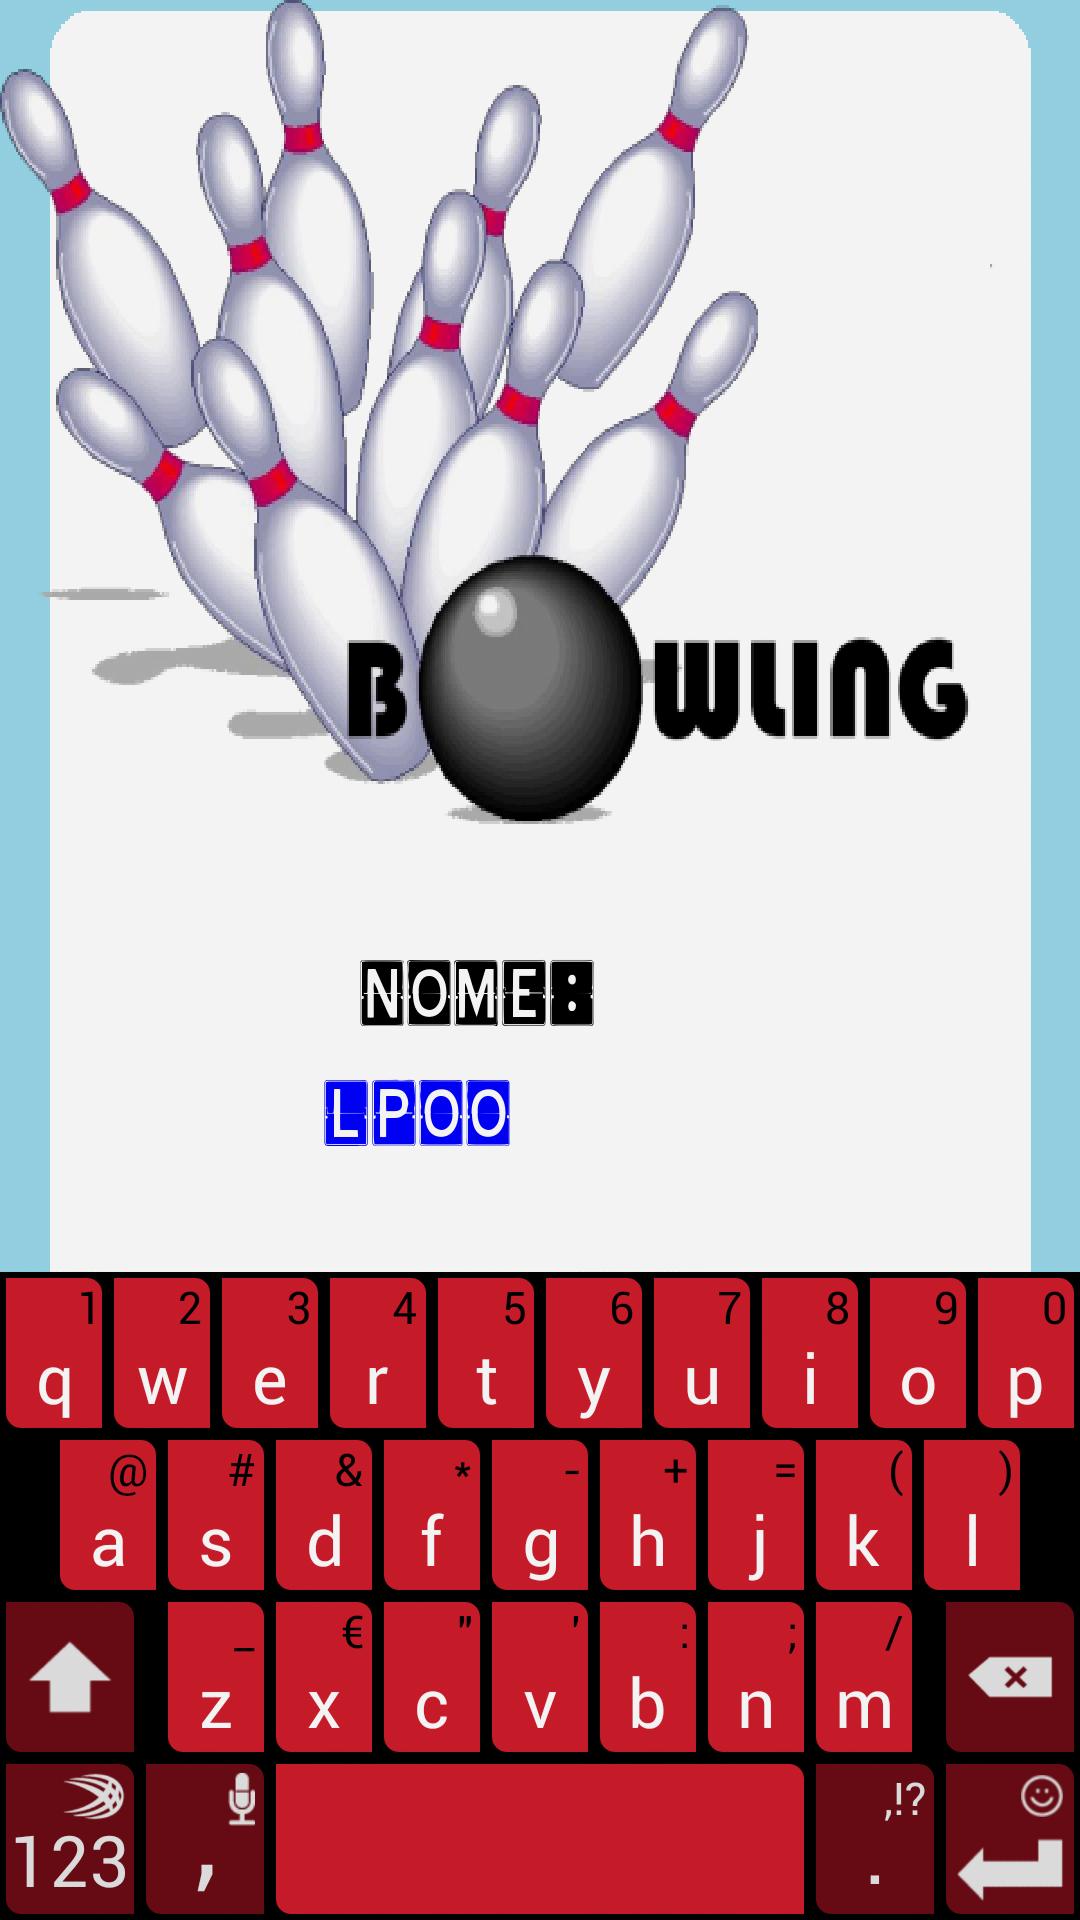 BOWLING
NOME:
LPOO
1 2 3 4 5 6 7 8 9 0
q w e r t y u i o p
@ # & * - + = ( )
a s d f g h j k l
_ € " ' : ; /
z x c v b n m
,!?
123 , .